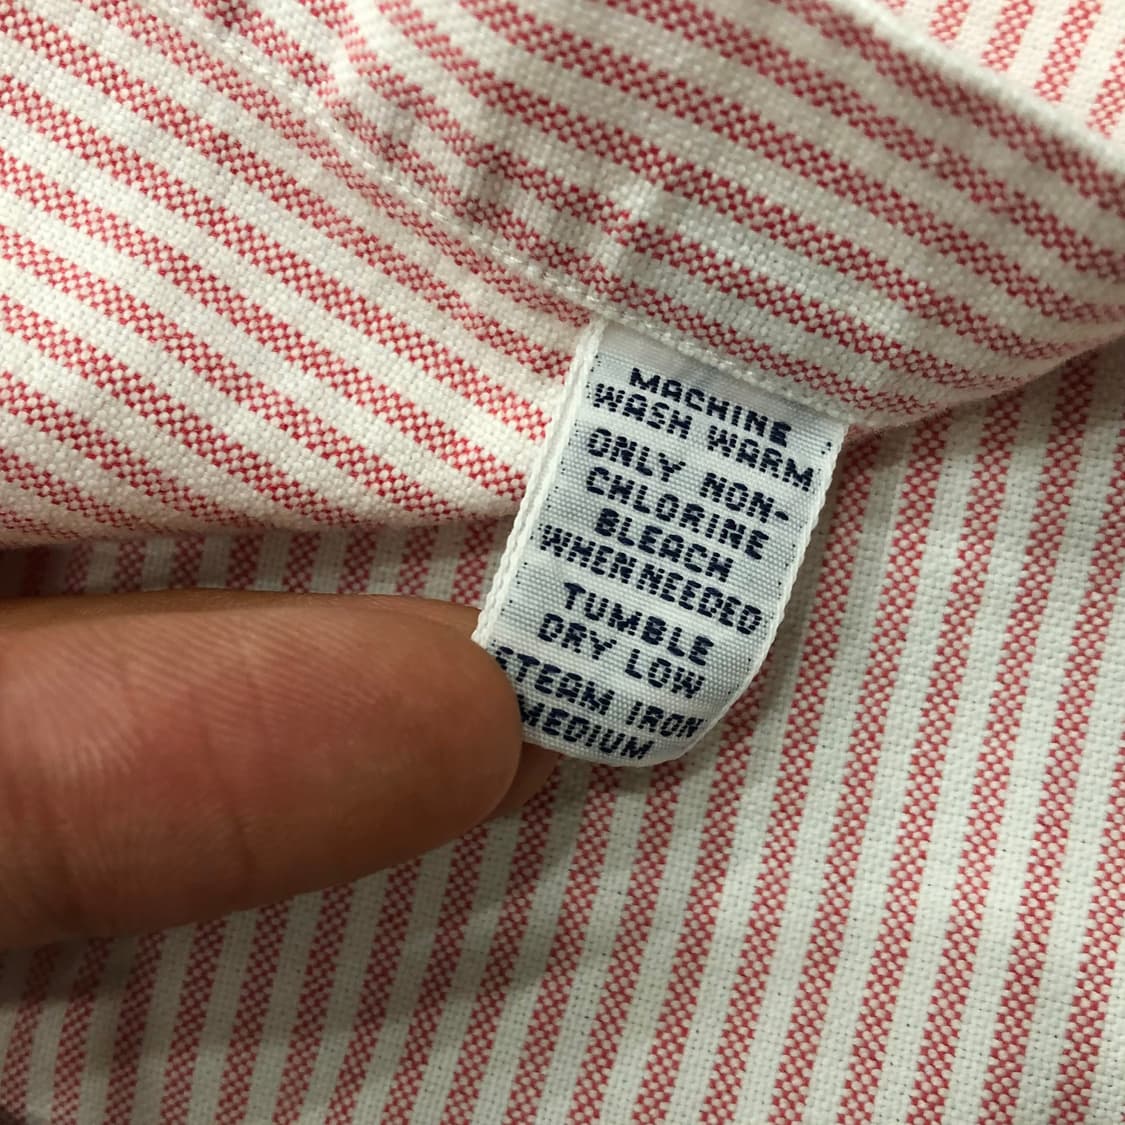 MACHINE
WASH WARM
ONLY NON-
CHLORINE
BLEACH
WHEN NEEDED
TUMBLE
DRY LOW
STEAM IRON
MEDIUM